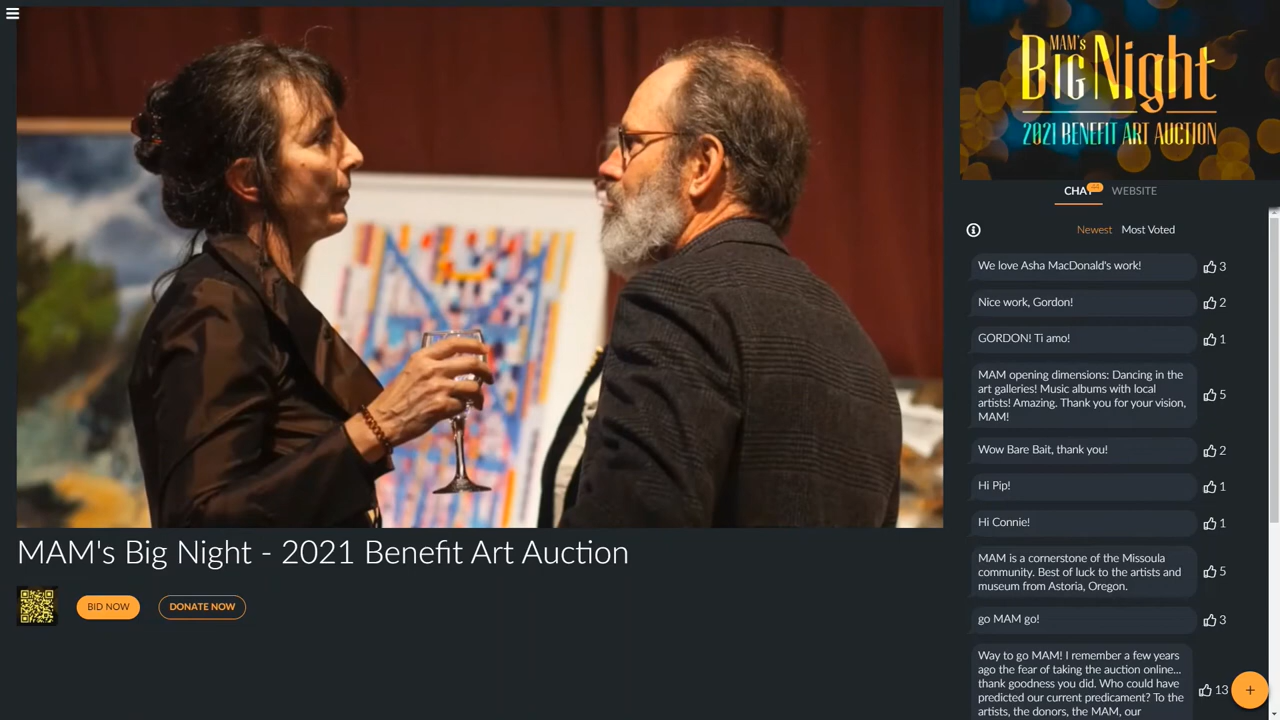 MAM's
BIG Night
2021 BENEFIT ART AUCTION
CHAT
WEBSITE
Newest
Most Voted
We love Asha MacDonald's work!
3
Nice work, Gordon!
2
GORDON! Ti amo!
1
MAM opening dimensions: Dancing in the
art galleries! Music albums with local
artists! Amazing. Thank you for your vision,
MAM!
5
Wow Bare Bait, thank you!
2
Hi Pip!
1
Hi Connie!
1
MAM is a cornerstone of the Missoula
community. Best of luck to the artists and
museum from Astoria, Oregon.
5
go MAM go!
3
Way to go MAM! I remember a few years
ago the fear of taking the auction online...
thank goodness you did. Who could have
predicted our current predicament? To the
artists, the donors, the MAM, our
13
+
MAM's Big Night - 2021 Benefit Art Auction
BID NOW
DONATE NOW